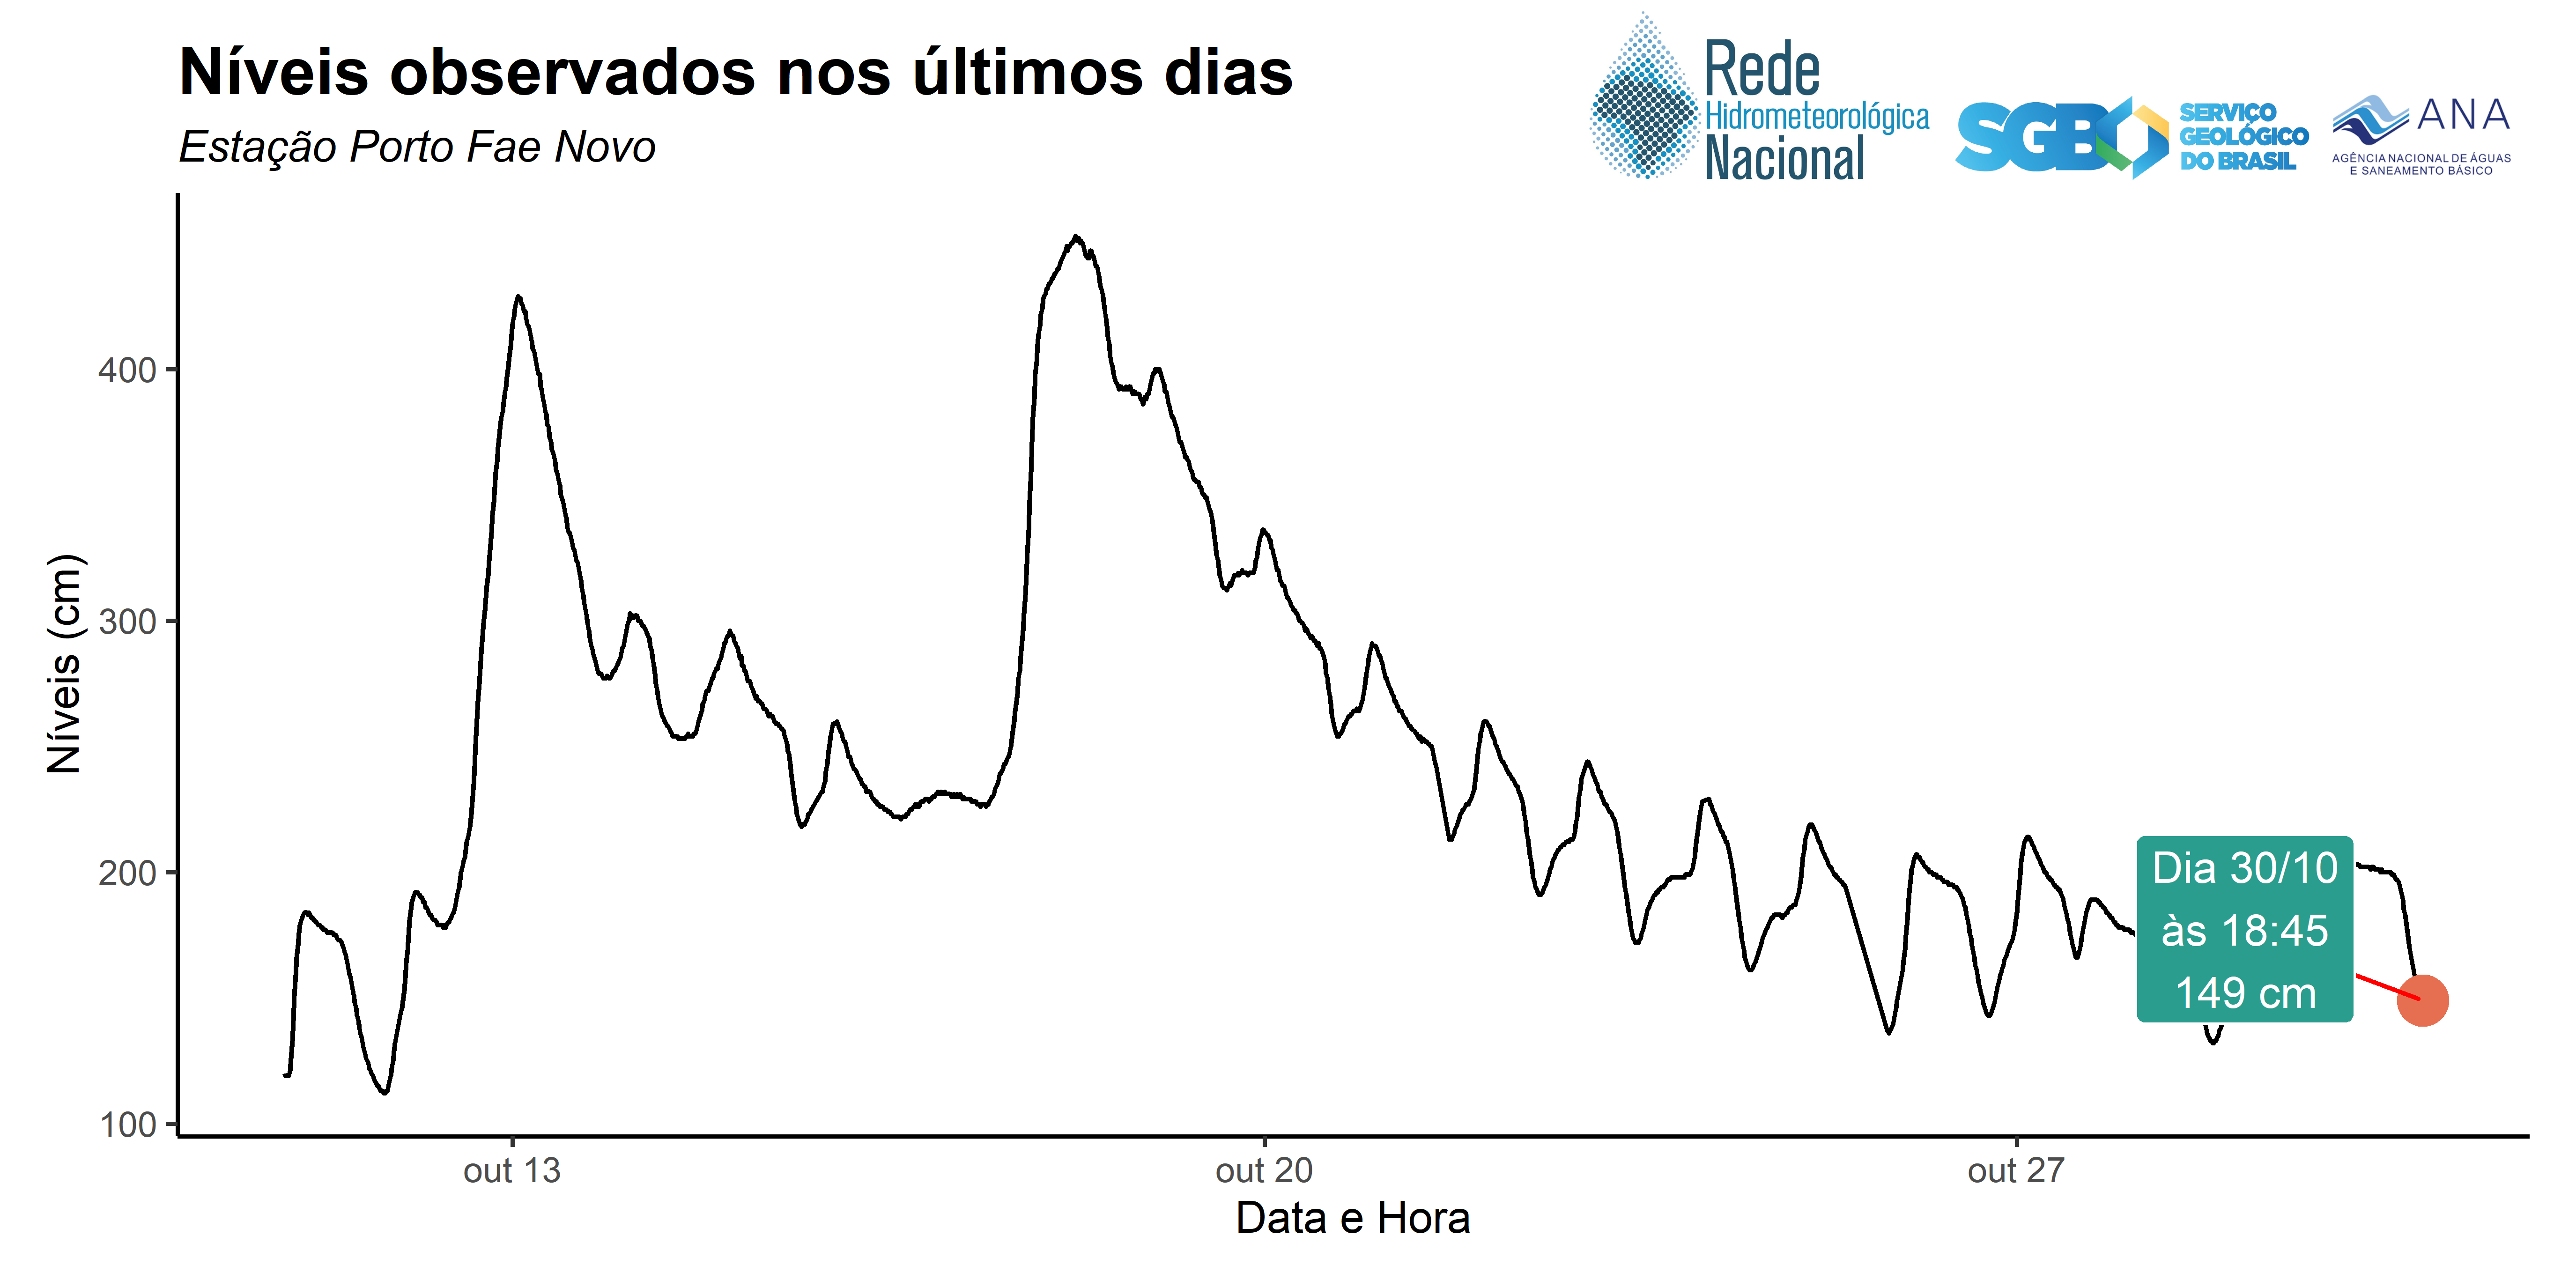 Níveis observados nos últimos dias
Estação Porto Fae Novo
Rede
Hidrometeorológica
Nacional
SGB
SERVIÇO
GEOLÓGICO
DO BRASIL
ANA
AGÊNCIA NACIONAL DE ÁGUAS
E SANEAMENTO BÁSICO
Níveis (cm)
400
300
200
100
Dia 30/10
às 18:45
149 cm
out 13
out 20
out 27
Data e Hora